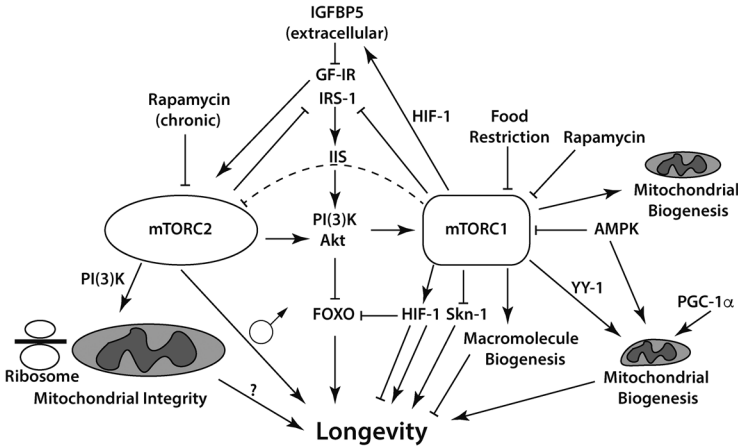 IGFBP5
(extracellular)
GF-IR
IRS-1
Rapamycin
(chronic)
HIF-1
Food
Restriction
Rapamycin
IIS
Mitochondrial
Biogenesis
mTORC2
PI(3)K
Akt
mTORC1
AMPK
PI(3)K
YY-1
PGC-1α
FOXO
HIF-1
Skn-1
Macromolecule
Biogenesis
Ribosome
Mitochondrial Integrity
?
Mitochondrial
Biogenesis
Longevity